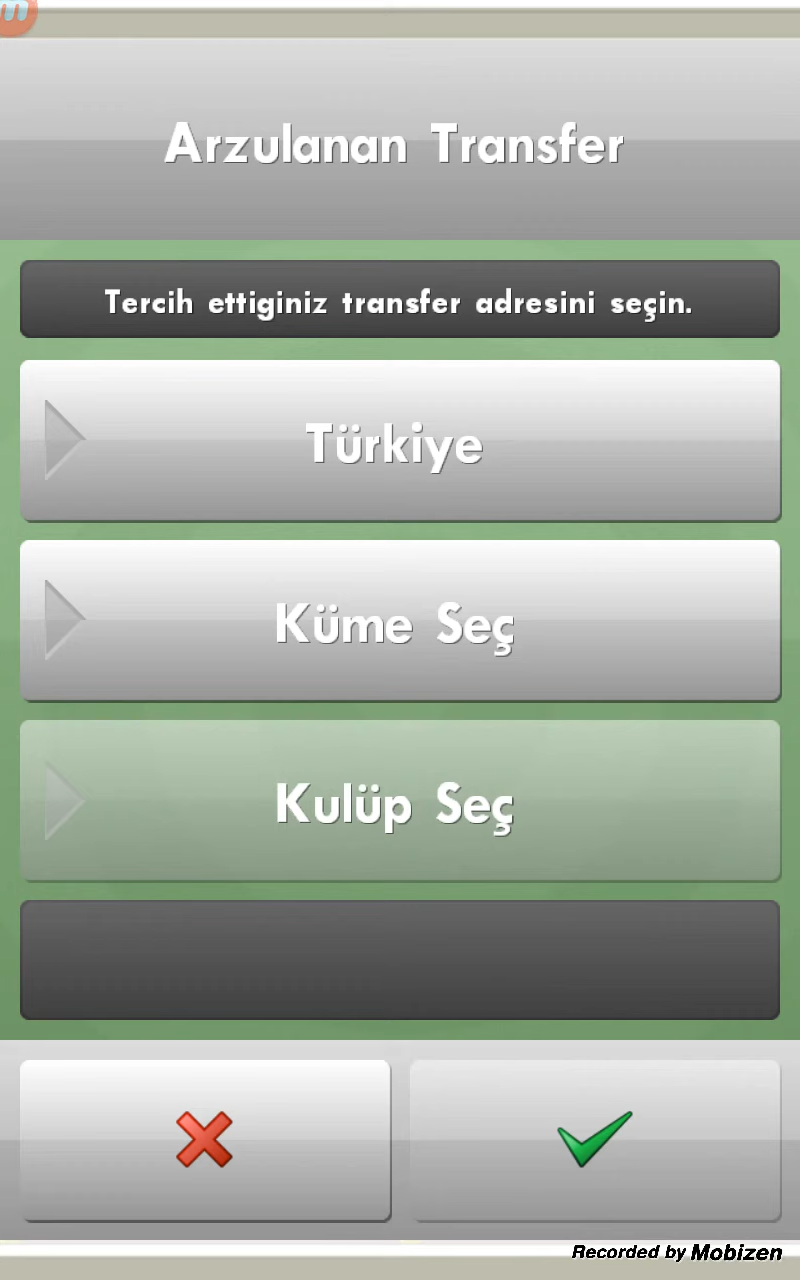 m
Arzulanan Transfer
Tercih ettiginiz transfer adresini seçin.
Türkiye
Küme Seç
Kulüp Seç
Recorded by Mobizen